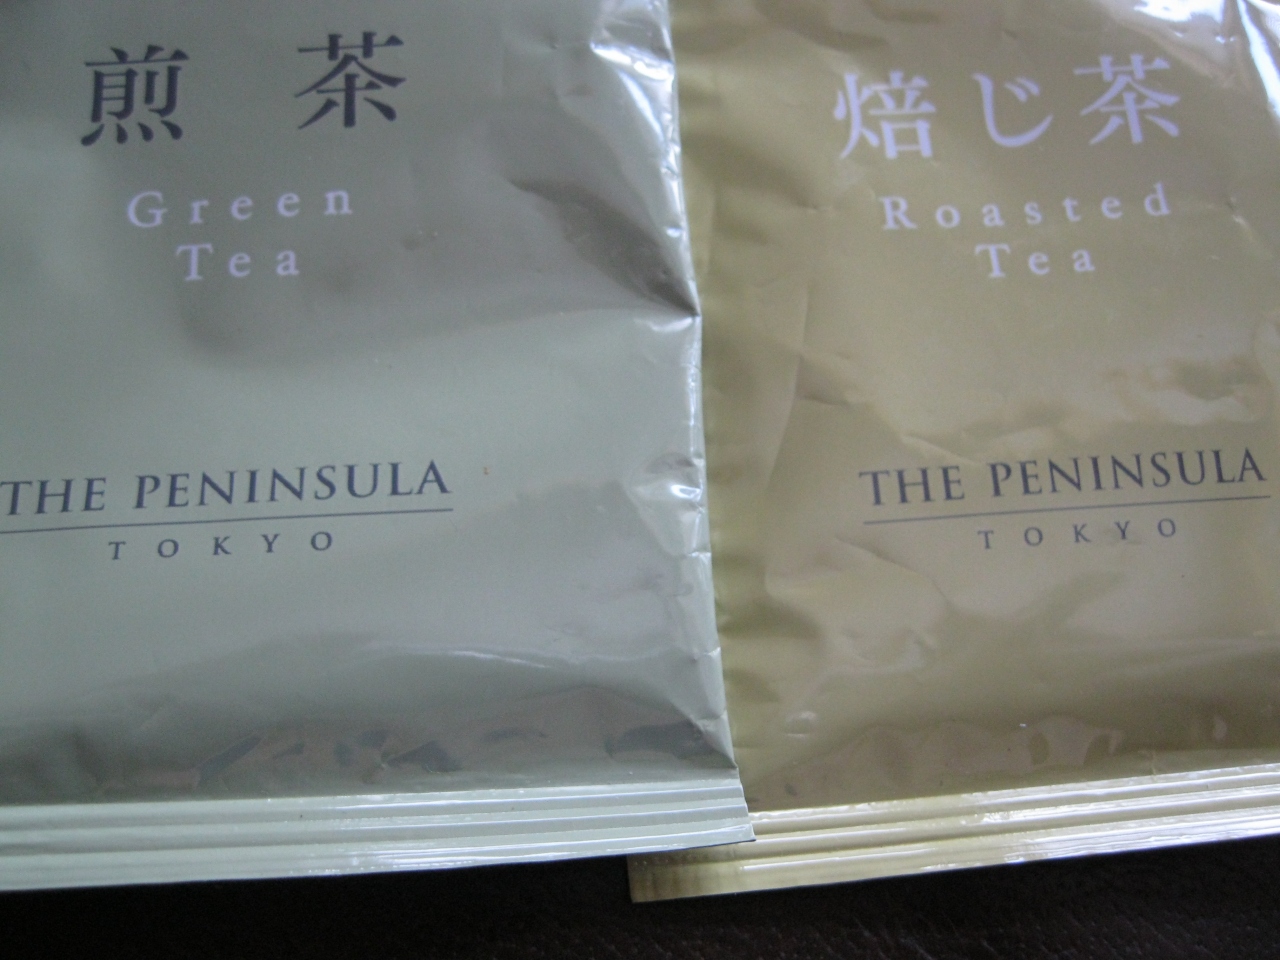 煎茶
Green
Tea
THE PENINSULA
TOKYO
焙じ茶
Roasted
Tea
THE PENINSULA
TOKYO